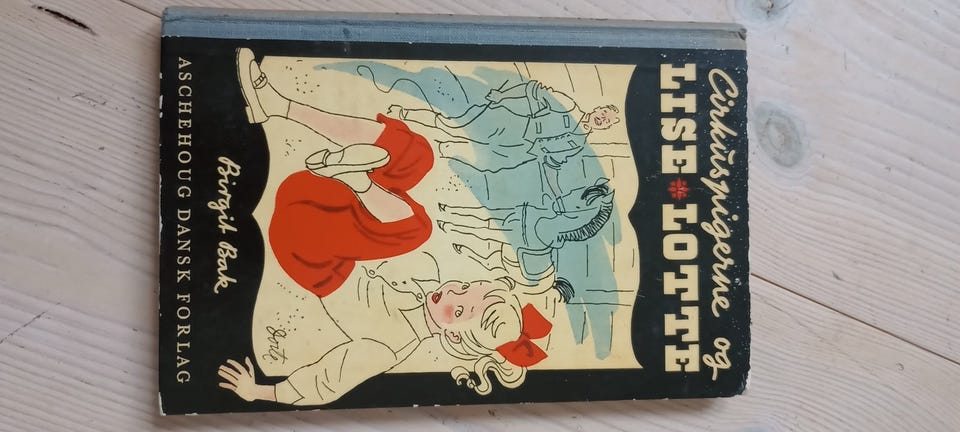 Cirkuspigerne og
LISE LOTTE
Birgit Bak
ASCHEHOUG DANSK FORLAG